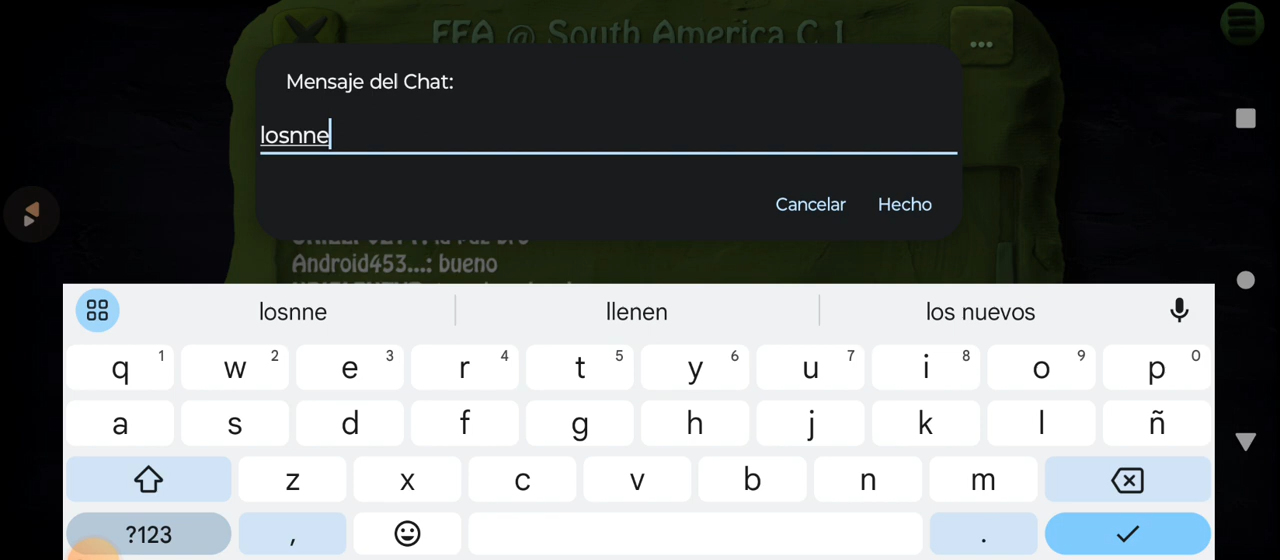 FFA @ South America C 1
Mensaje del Chat:
losnne
Cancelar Hecho
Android453...: bueno
losnne llenen los nuevos
q 1 w 2 e 3 r 4 t 5 y 6 u 7 i 8 o 9 p 0
a s d f g h j k l ñ
z x c v b n m
?123 , .